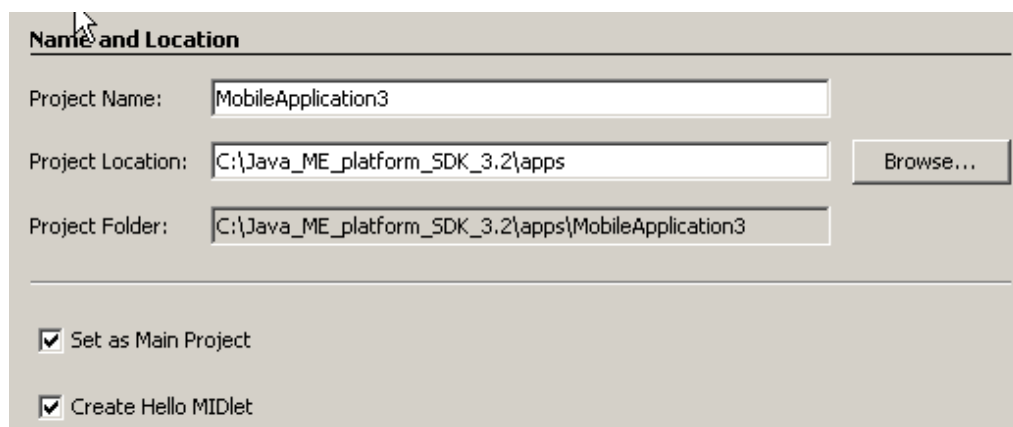 Name and Location
Project Name: MobileApplication3
Project Location: C:\Java_ME_platform_SDK_3.2\apps Browse...
Project Folder: C:\Java_ME_platform_SDK_3.2\apps\MobileApplication3
Set as Main Project
Create Hello MIDlet